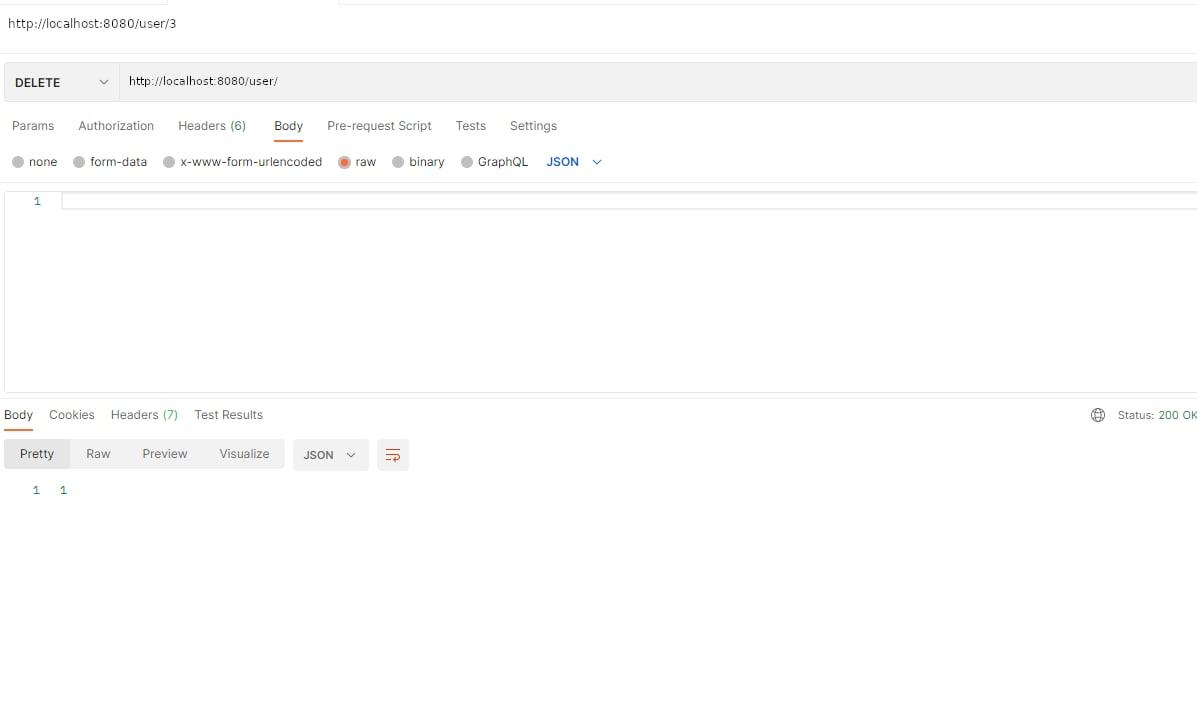 http://localhost:8080/user/3
DELETE http://localhost:8080/user/
Params Authorization Headers (6) Body Pre-request Script Tests Settings
none form-data x-www-form-urlencoded raw binary GraphQL JSON
1
Body Cookies Headers (7) Test Results Status: 200 OK
Pretty Raw Preview Visualize JSON
1 1